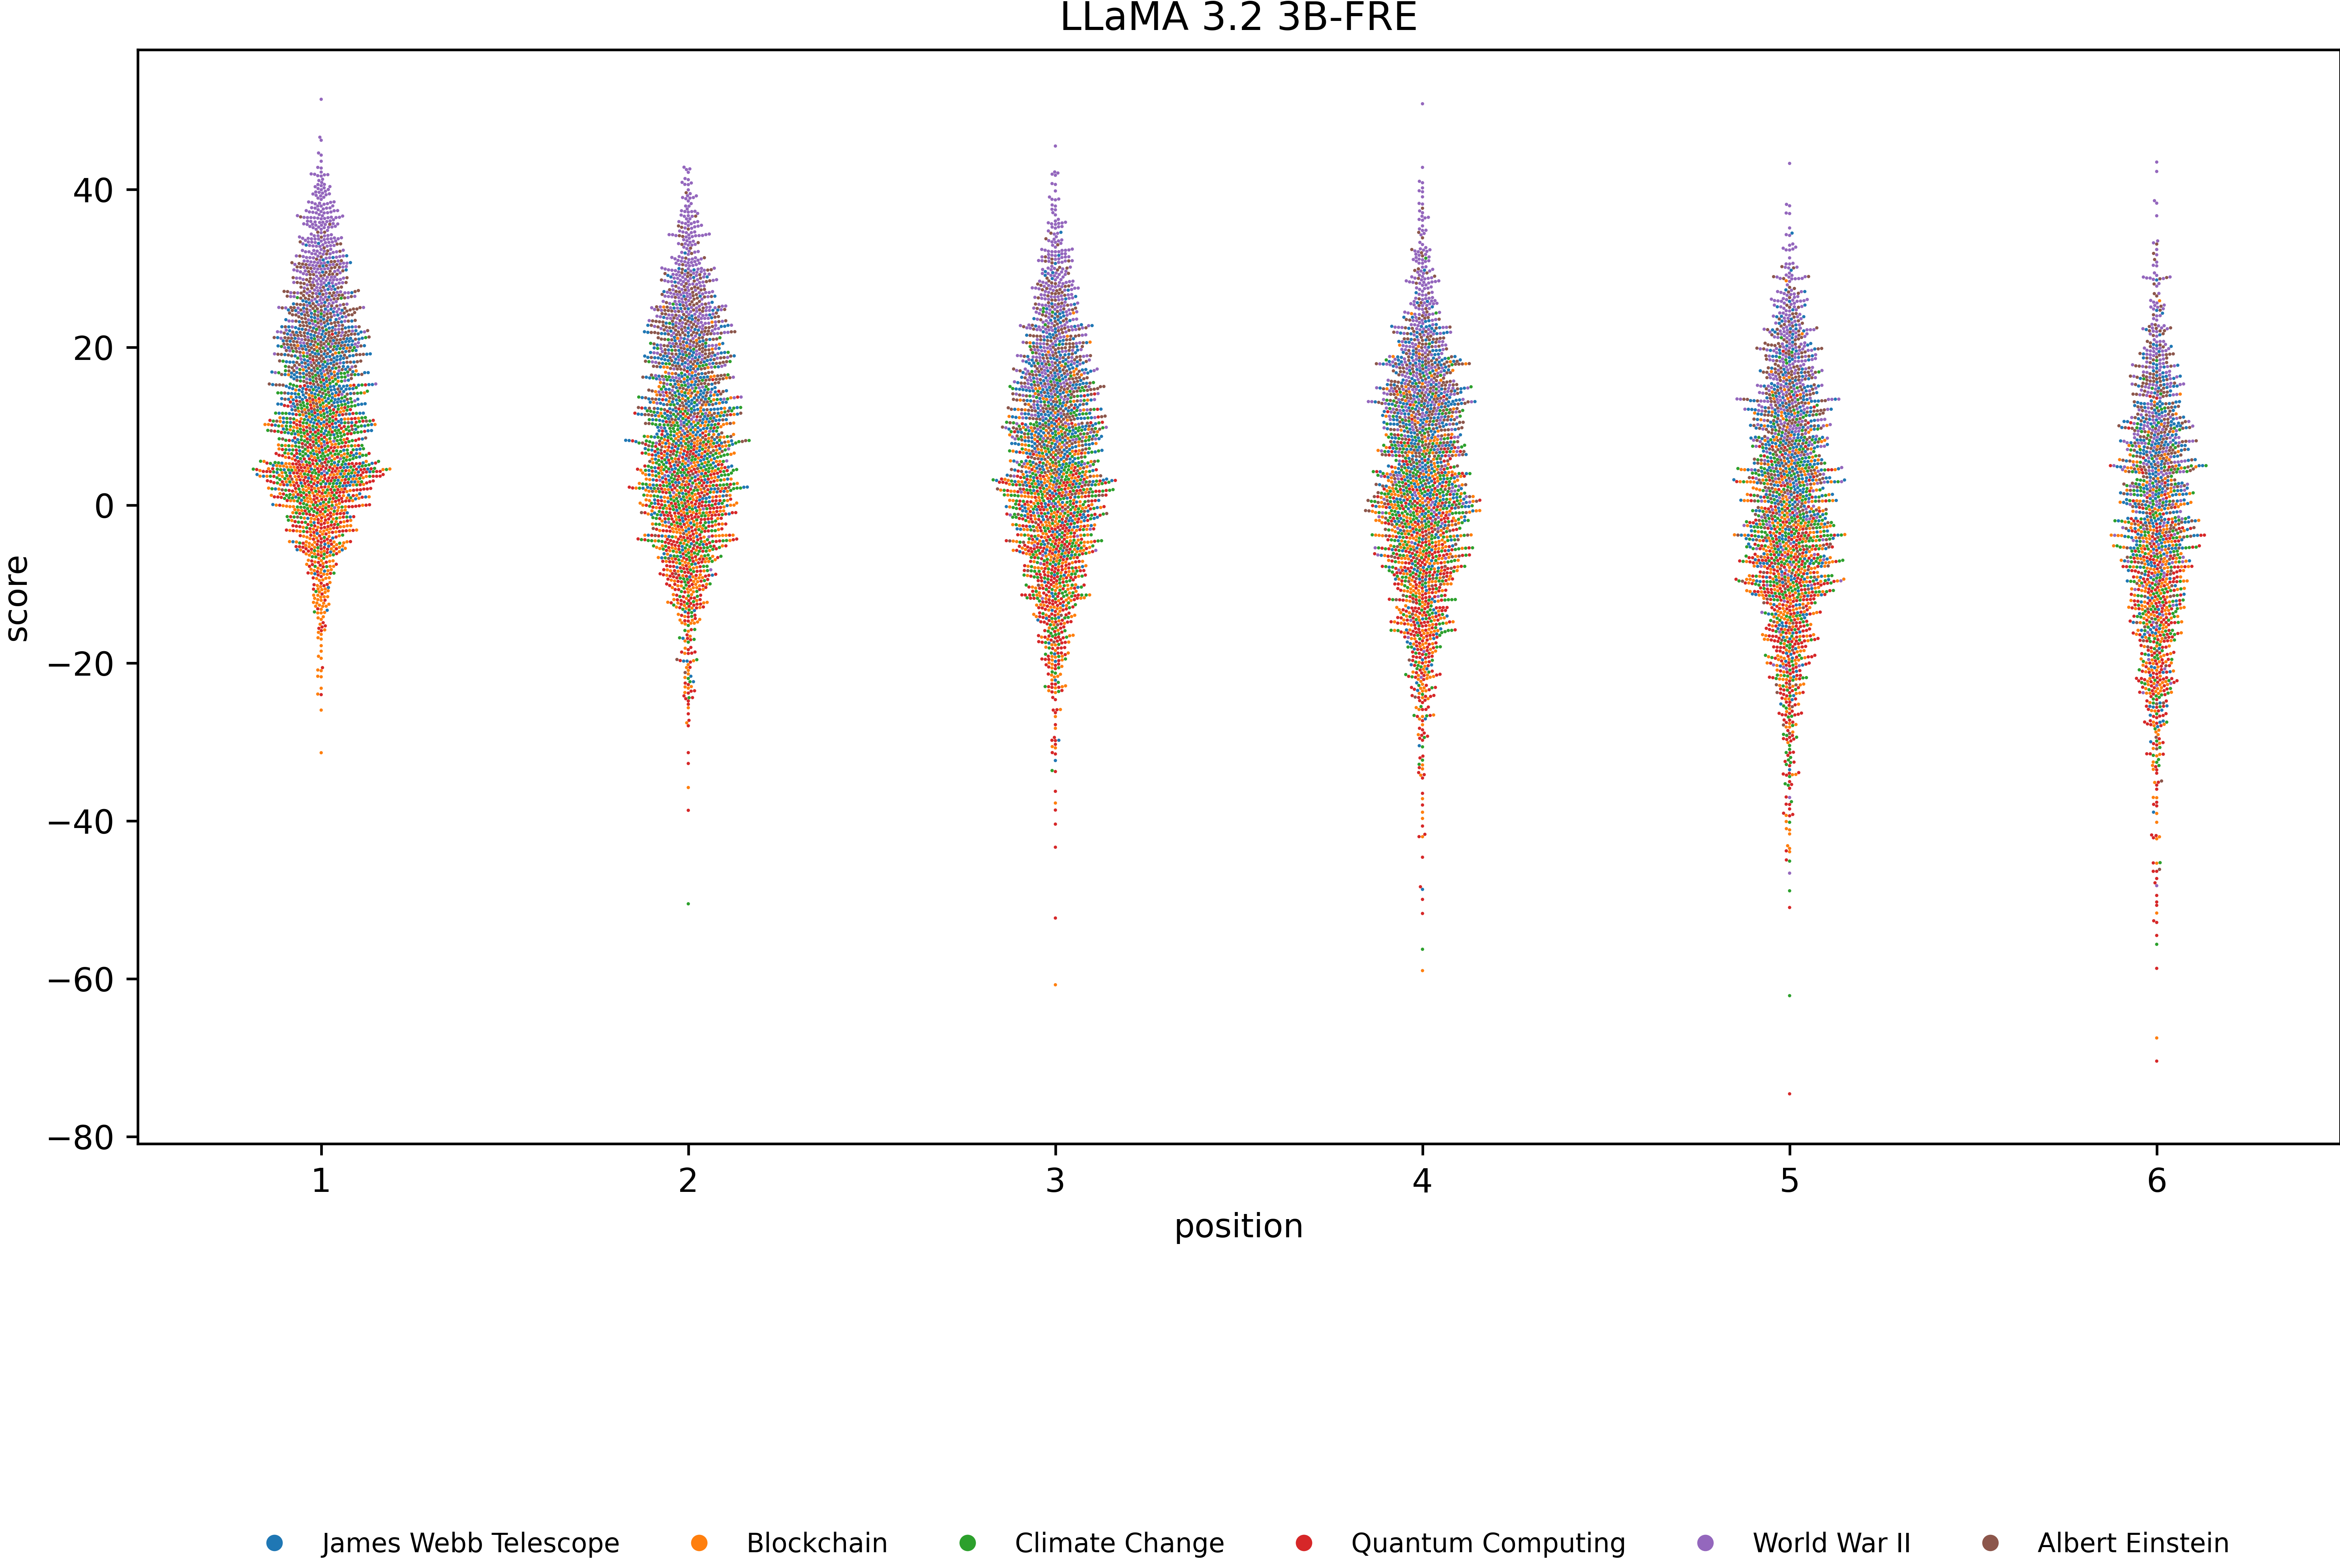 LLaMA 3.2 3B-FRE
40
20
0
−20
−40
−60
−80
score
1 2 3 4 5 6
position
James Webb Telescope Blockchain Climate Change Quantum Computing World War II Albert Einstein